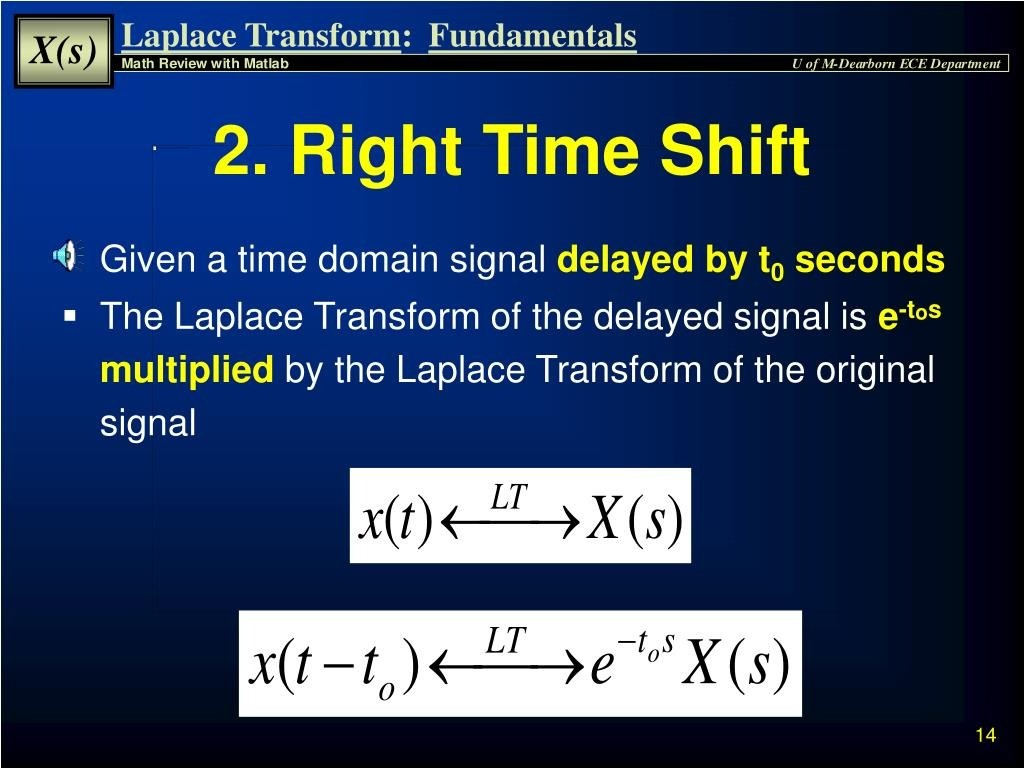 X(s)
Laplace Transform: Fundamentals
Math Review with Matlab
U of M-Dearborn ECE Department
2. Right Time Shift
Given a time domain signal delayed by t₀ seconds
▪ The Laplace Transform of the delayed signal is e^-t₀s
multiplied by the Laplace Transform of the original
signal
x(t) ⟷^LT X(s)
x(t − tₒ) ⟷^LT e^−tₒs X(s)
14